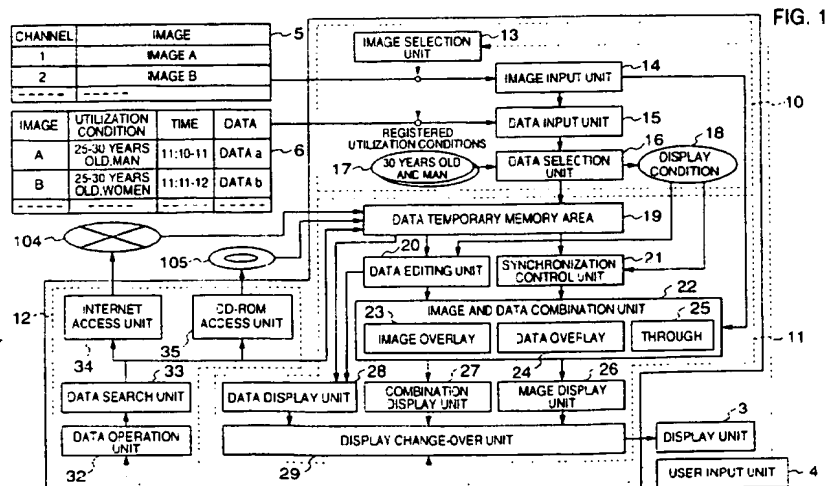 FIG. 1
CHANNEL IMAGE
1 IMAGE A
2 IMAGE B
5
IMAGE UTILIZATION CONDITION TIME DATA
A 25-30 YEARS OLD.MAN 11:10-11 DATA a
B 25-30 YEARS OLD.WOMEN 11:11-12 DATA b
6
IMAGE SELECTION UNIT
13
IMAGE INPUT UNIT
14
10
DATA INPUT UNIT
15
REGISTERED UTILIZATION CONDITIONS
17
30 YEARS OLD AND MAN
DATA SELECTION UNIT
16
DISPLAY CONDITION
18
DATA TEMPORARY MEMORY AREA
19
104
105
20
DATA EDITING UNIT
SYNCHRONIZATION CONTROL UNIT
21
22
IMAGE AND DATA COMBINATION UNIT
23
IMAGE OVERLAY
DATA OVERLAY
24
THROUGH
25
11
12
INTERNET ACCESS UNIT
34
CD-ROM ACCESS UNIT
35
DATA SEARCH UNIT
33
DATA OPERATION UNIT
32
DATA DISPLAY UNIT
28
COMBINATION DISPLAY UNIT
27
MAGE DISPLAY UNIT
26
DISPLAY CHANGE-OVER UNIT
29
DISPLAY UNIT
3
USER INPUT UNIT
4